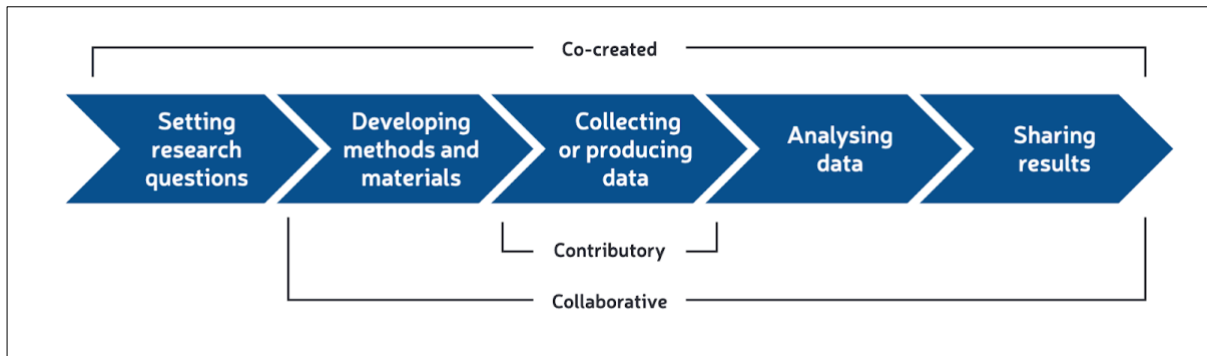 Co-created
Setting
research
questions
Developing
methods and
materials
Collecting
or producing
data
Analysing
data
Sharing
results
Contributory
Collaborative